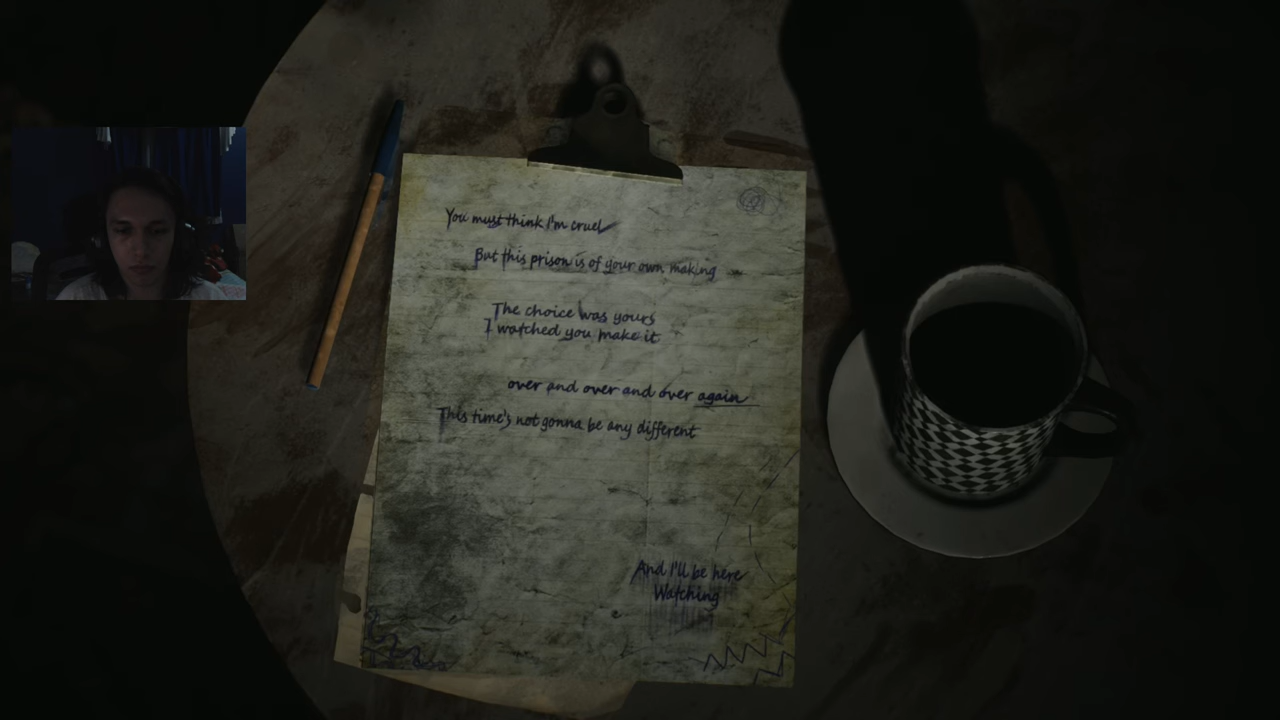 You must think I'm cruel
But this prison is of your own making
The choice was yours
I watched you make it
over and over and over again
This time's not gonna be any different
And I'll be here
Watching